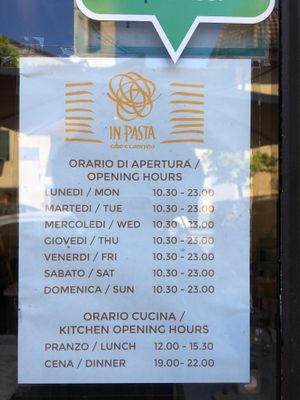 IN PASTA
cibo e convivio
ORARIO DI APERTURA /
OPENING HOURS
LUNEDI / MON 10.30 - 23.00
MARTEDI / TUE 10.30 - 23.00
MERCOLEDI / WED 10.30 - 23.00
GIOVEDI / THU 10.30 - 23.00
VENERDI / FRI 10.30 - 23.00
SABATO / SAT 10.30 - 23.00
DOMENICA / SUN 10.30 - 23.00
ORARIO CUCINA /
KITCHEN OPENING HOURS
PRANZO / LUNCH 12.00 - 15.30
CENA / DINNER 19.00- 22.00